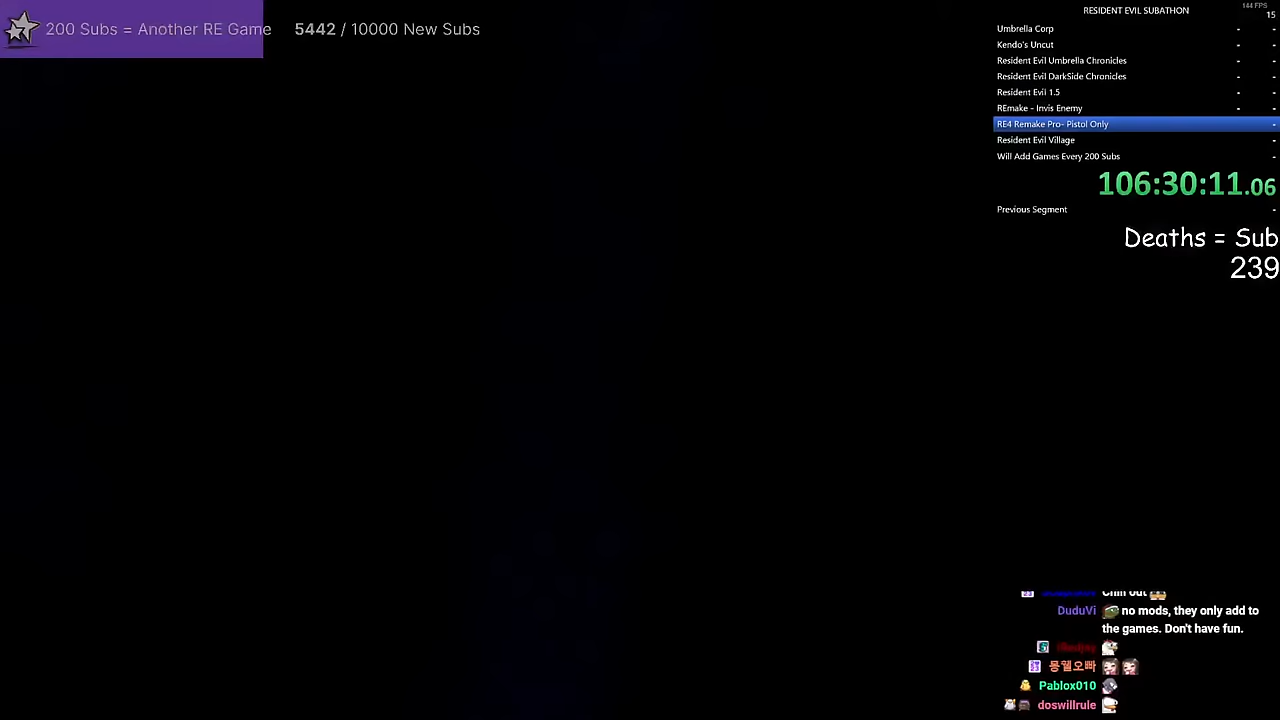 200 Subs = Another RE Game 5442 / 10000 New Subs
144 FPS
RESIDENT EVIL SUBATHON
15
Umbrella Corp - -
Kendo's Uncut - -
Resident Evil Umbrella Chronicles - -
Resident Evil DarkSide Chronicles - -
Resident Evil 1.5 - -
REmake - Invis Enemy - -
RE4 Remake Pro- Pistol Only -
Resident Evil Village -
Will Add Games Every 200 Subs -
106:30:11.06
Previous Segment -
Deaths = Sub
239
Chill out
DuduVi no mods, they only add to
the games. Don't have fun.
몽쉘오빠
Pablox010
doswillrule